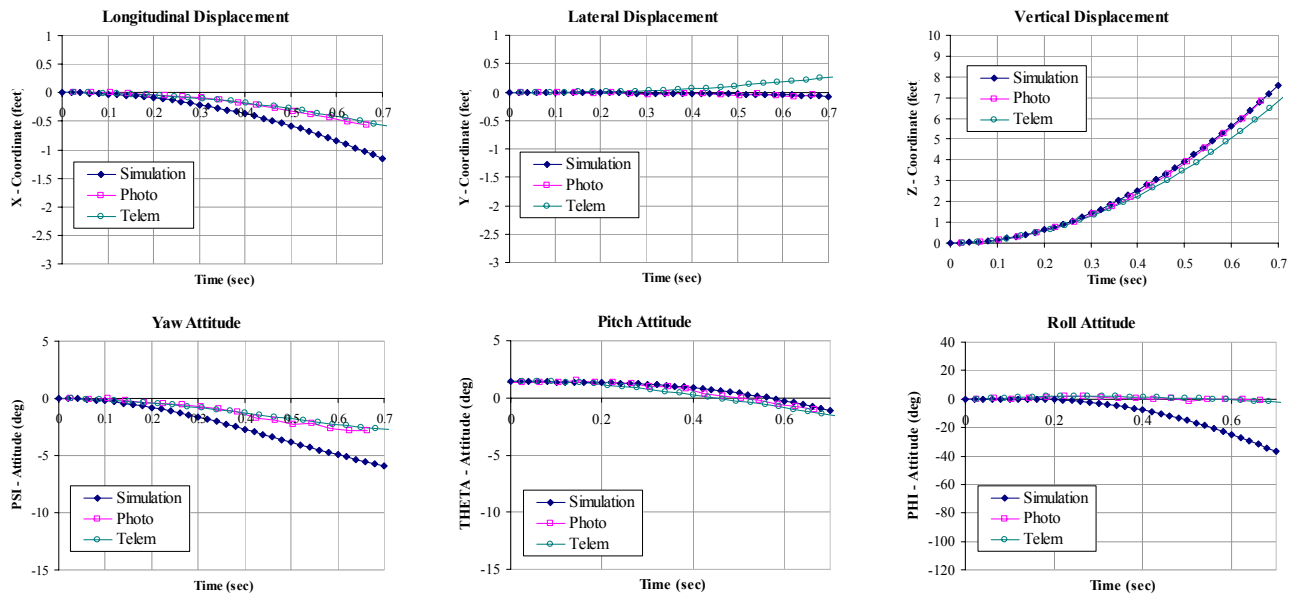 Longitudinal Displacement
1
0.5
0
-0.5
-1
-1.5
-2
-2.5
-3
0 0.1 0.2 0.3 0.4 0.5 0.6 0.7
X - Coordinate (feet)
Simulation
Photo
Telem
Time (sec)
Lateral Displacement
1
0.5
0
-0.5
-1
-1.5
-2
-2.5
-3
0 0.1 0.2 0.3 0.4 0.5 0.6 0.7
Y - Coordinate (feet)
Simulation
Photo
Telem
Time (sec)
Vertical Displacement
10
9
8
7
6
5
4
3
2
1
0
Z - Coordinate (feet
Simulation
Photo
Telem
0 0.1 0.2 0.3 0.4 0.5 0.6 0.7
Time (sec)
Yaw Attitude
5
0
-5
-10
-15
0 0.1 0.2 0.3 0.4 0.5 0.6 0.7
PSI - Attitude (deg)
Simulation
Photo
Telem
Time (sec)
Pitch Attitude
5
0
-5
-10
-15
0 0.2 0.4 0.6
THETA - Attitude (deg)
Simulation
Photo
Telem
Time (sec)
Roll Attitude
40
20
0
-20
-40
-60
-80
-100
-120
0 0.2 0.4 0.6
PHI - Attitude (deg)
Simulation
Photo
Telem
Time (sec)